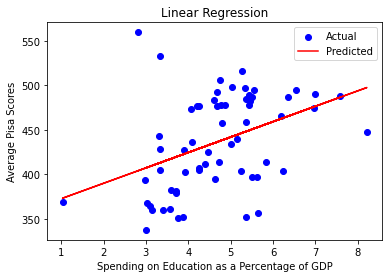 Linear Regression
Actual
Predicted
Average Pisa Scores
550
500
450
400
350
1
2
3
4
5
6
7
8
Spending on Education as a Percentage of GDP